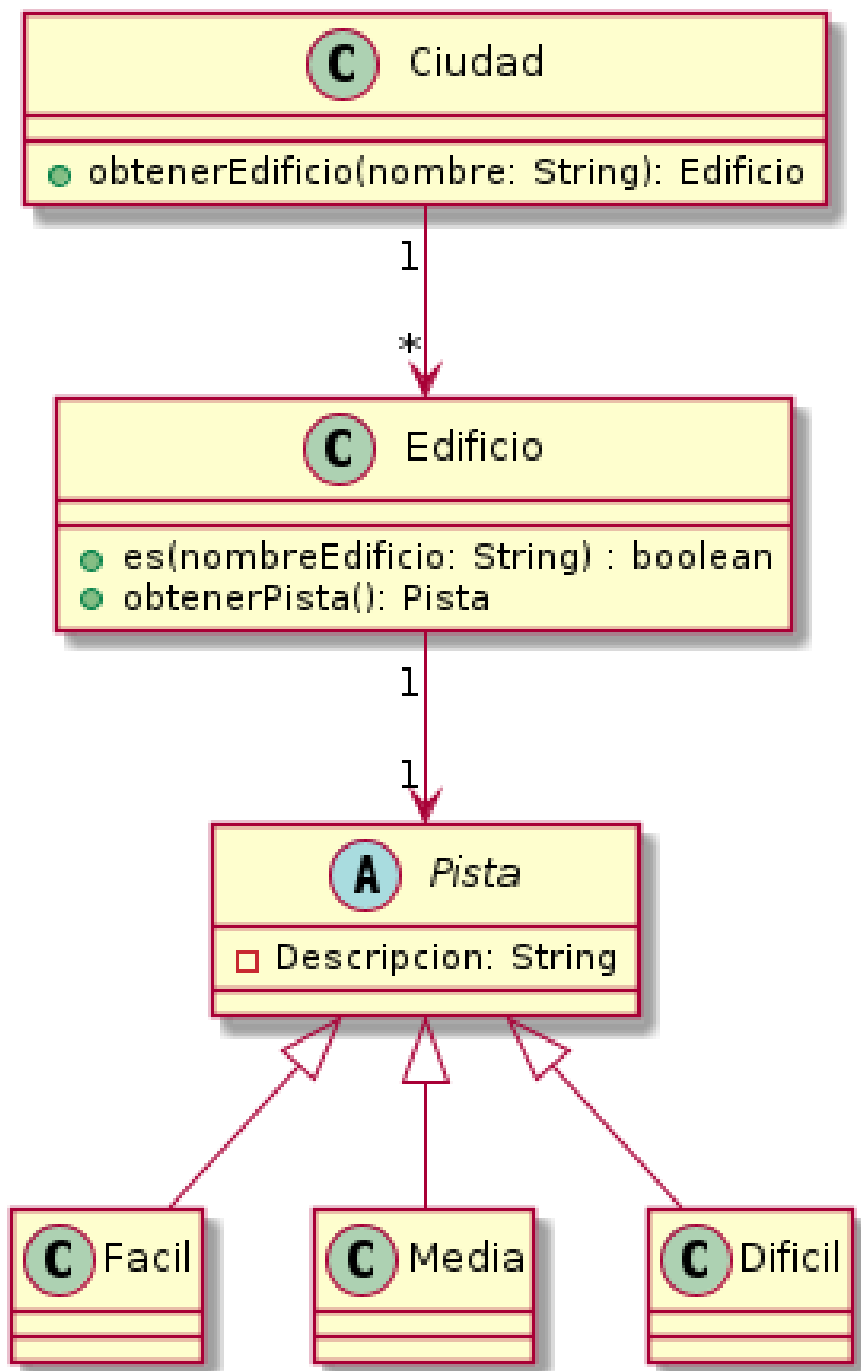 C Ciudad
obtenerEdificio(nombre: String): Edificio
1
*
C Edificio
es(nombreEdificio: String) : boolean
obtenerPista(): Pista
1
1
A Pista
Descripcion: String
C Facil
C Media
C Dificil